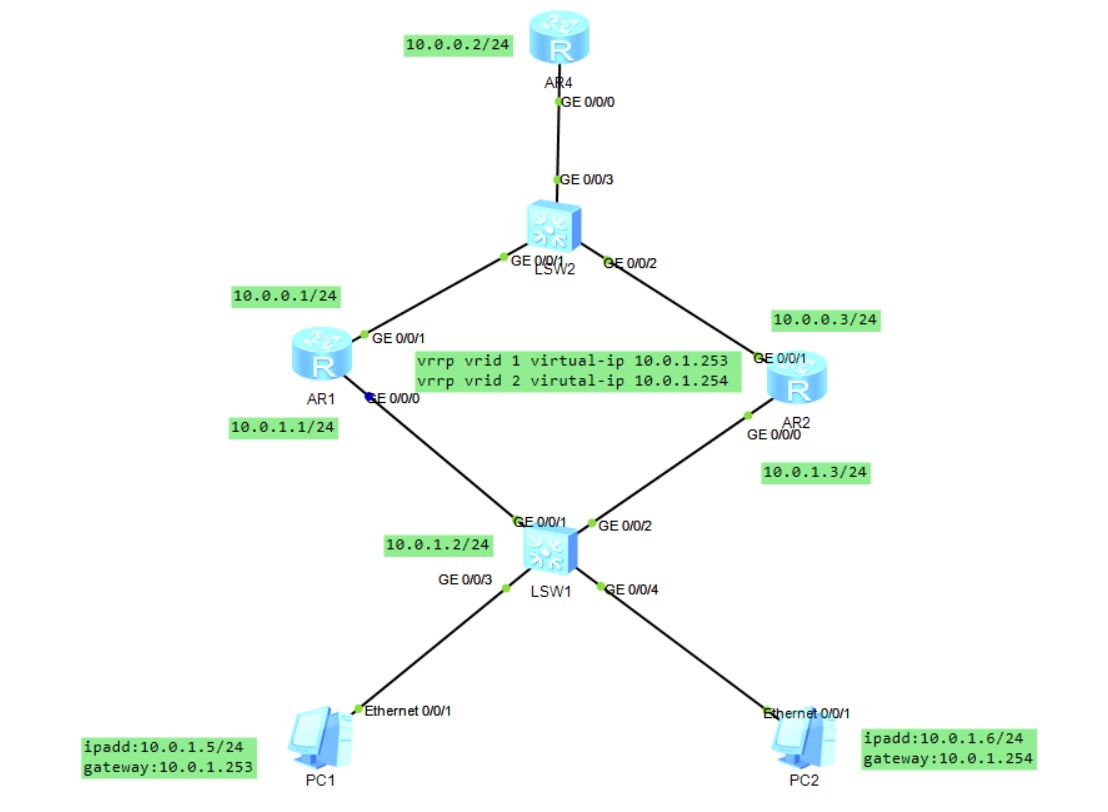 10.0.0.2/24
R
AR4
GE 0/0/0
GE 0/0/3
GE 0/0/1
LSW2
GE 0/0/2
10.0.0.1/24
10.0.0.3/24
GE 0/0/1
R
AR1
vrrp vrid 1 virtual-ip 10.0.1.253
vrrp vrid 2 virutal-ip 10.0.1.254
GE 0/0/1
R
AR2
GE 0/0/0
10.0.1.1/24
GE 0/0/0
10.0.1.3/24
GE 0/0/1
GE 0/0/2
10.0.1.2/24
GE 0/0/3
LSW1
GE 0/0/4
Ethernet 0/0/1
Ethernet 0/0/1
ipadd:10.0.1.5/24
gateway:10.0.1.253
PC1
ipadd:10.0.1.6/24
gateway:10.0.1.254
PC2